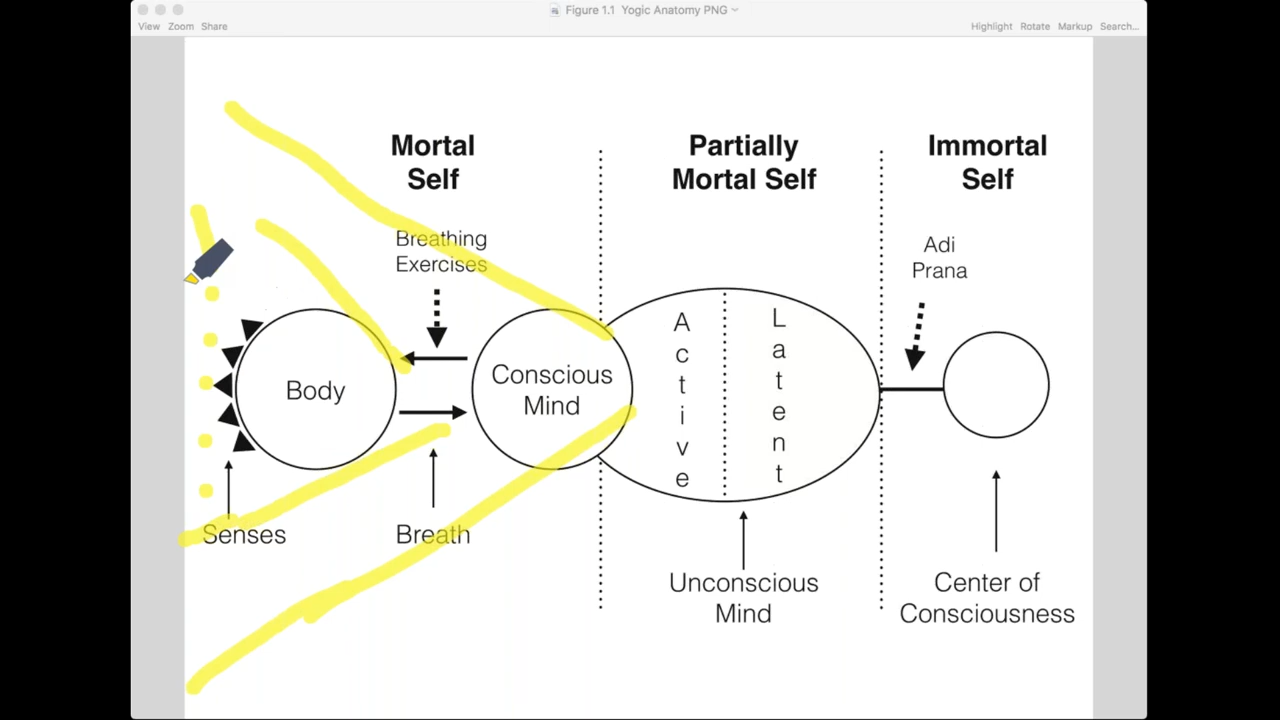 Figure 1.1 Yogic Anatomy PNG
View Zoom Share
Highlight Rotate Markup Search...
Mortal
Self
Partially
Mortal Self
Immortal
Self
Breathing
Exercises
Adi
Prana
Body
Conscious
Mind
Active
Latent
Senses
Breath
Unconscious
Mind
Center of
Consciousness